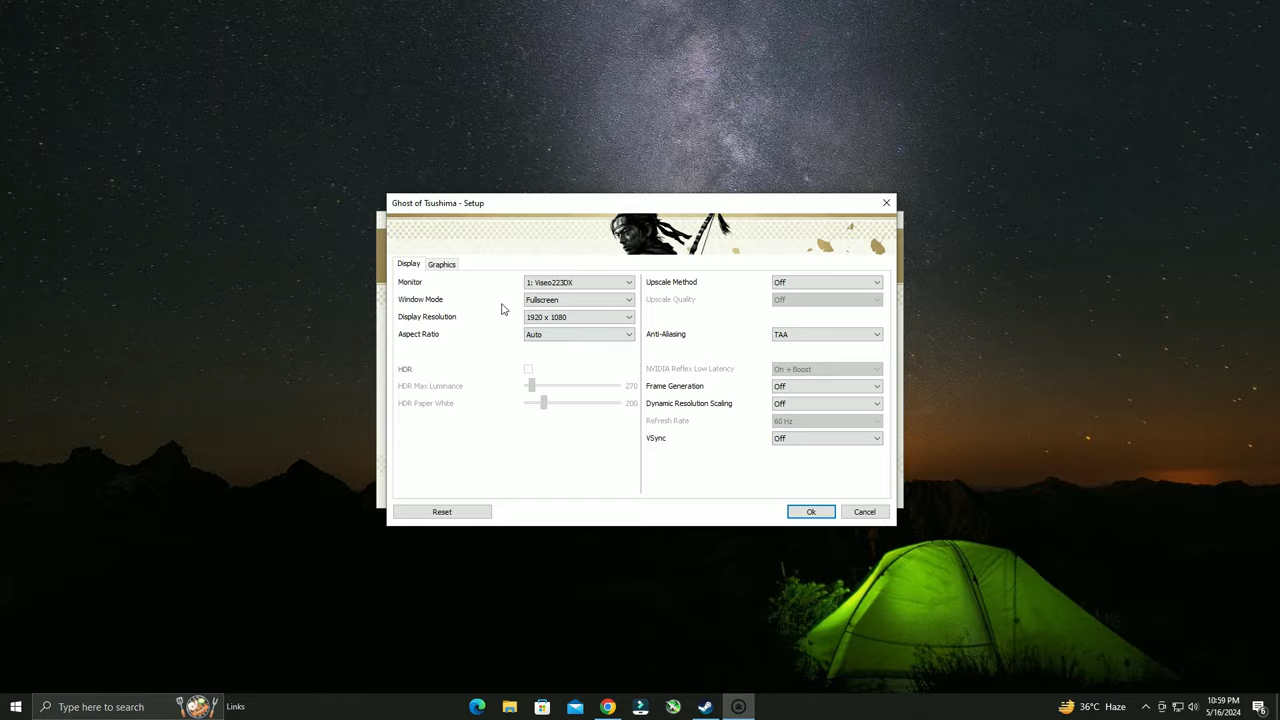 Ghost of Tsushima - Setup
Display
Graphics
Monitor
1: Viseo223DX
Window Mode
Fullscreen
Display Resolution
1920 x 1080
Aspect Ratio
Auto
HDR
HDR Max Luminance
270
HDR Paper White
200
Upscale Method
Off
Upscale Quality
Off
Anti-Aliasing
TAA
NVIDIA Reflex Low Latency
On + Boost
Frame Generation
Off
Dynamic Resolution Scaling
Off
Refresh Rate
60 Hz
VSync
Off
Reset
Ok
Cancel
Type here to search
Links
36°C Haze
10:59 PM
5/16/2024